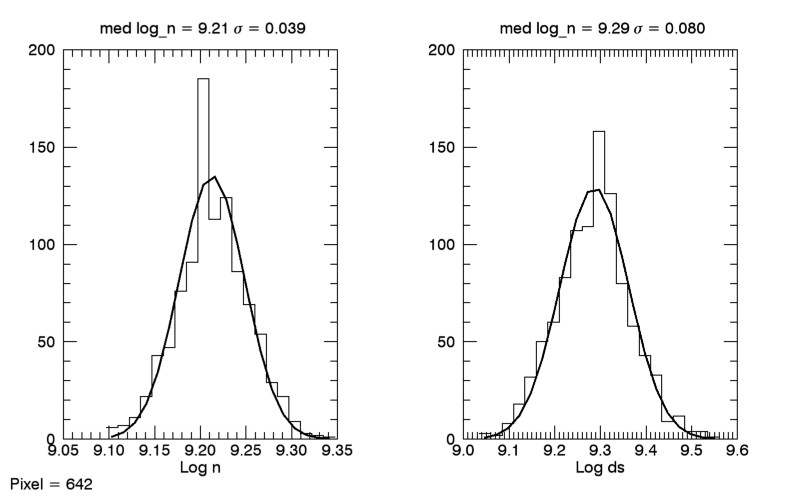 med log_n = 9.21 σ = 0.039
200
150
100
50
0
9.05 9.10 9.15 9.20 9.25 9.30 9.35
Log n
med log_n = 9.29 σ = 0.080
200
150
100
50
0
9.0 9.1 9.2 9.3 9.4 9.5 9.6
Log ds
Pixel = 642